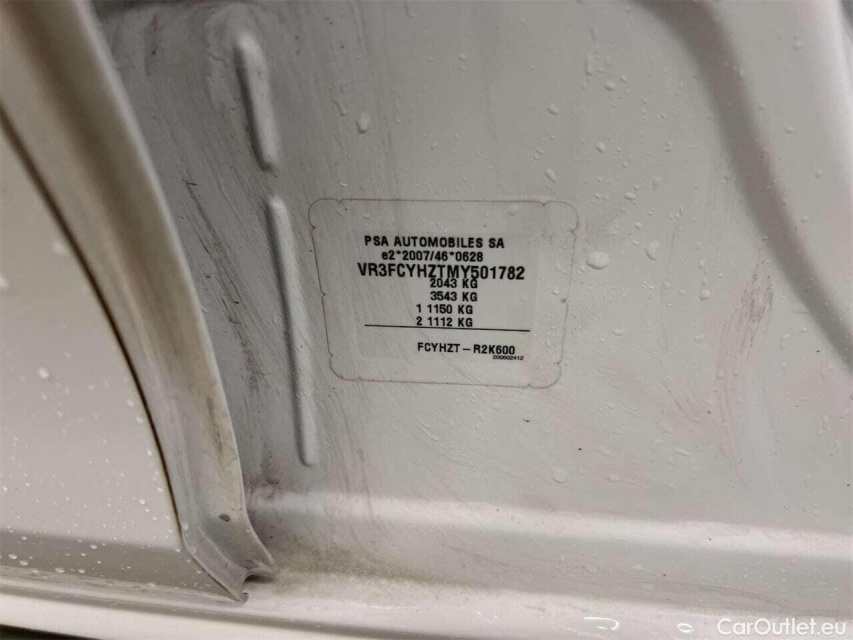 PSA AUTOMOBILES SA
e2*2007/46*0628
VR3FCYHZTMY501782
2043 KG
3543 KG
1 1150 KG
2 1112 KG
FCYHZT-R2K600
200602412
CarOutlet.eu